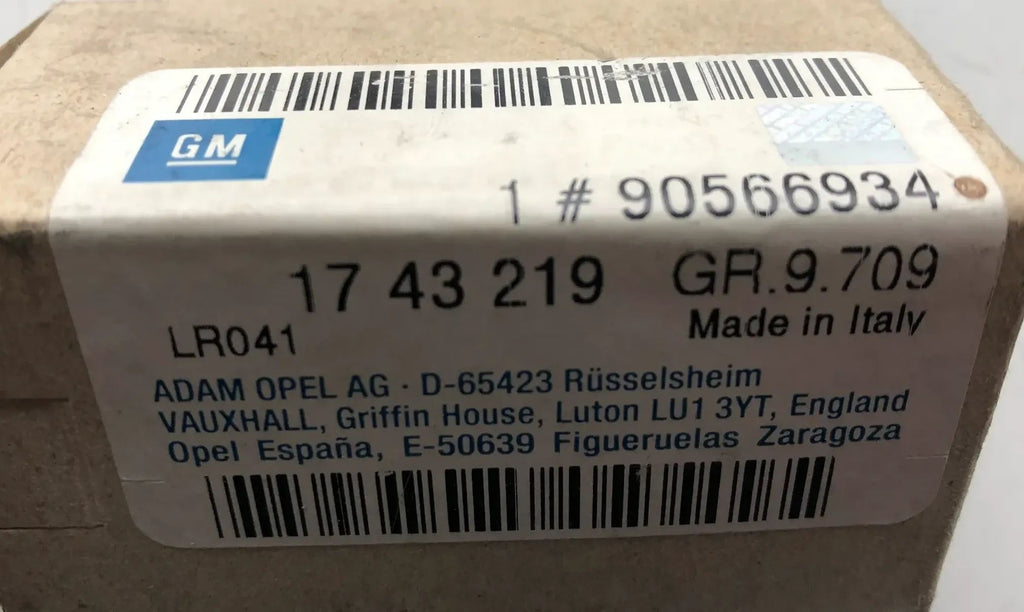 GM
1 # 90566934
17 43 219 GR.9.709
LR041 Made in Italy
ADAM OPEL AG · D-65423 Rüsselsheim
VAUXHALL, Griffin House, Luton LU1 3YT, England
Opel España, E-50639 Figueruelas Zaragoza